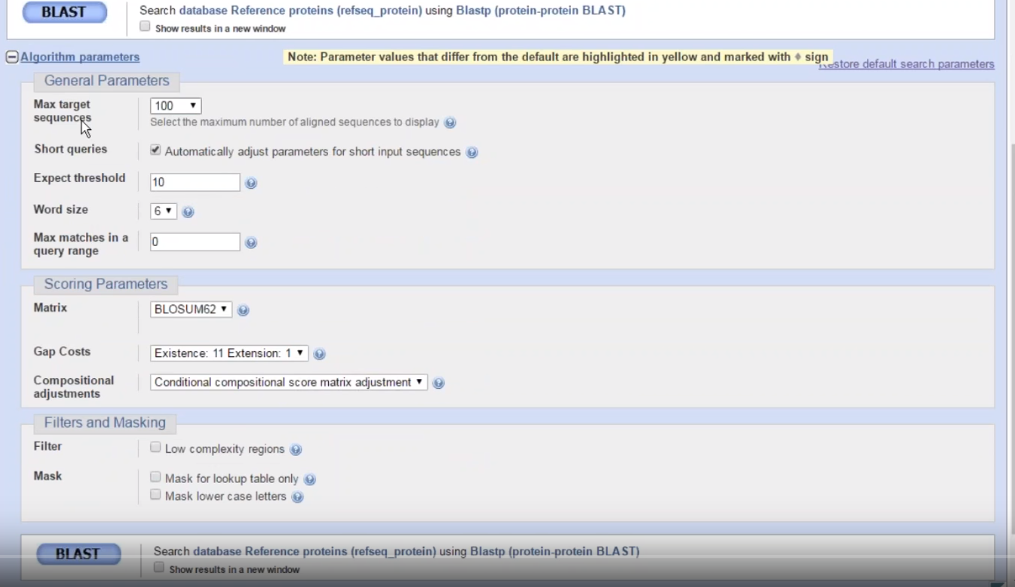 BLAST
Search database Reference proteins (refseq_protein) using Blastp (protein-protein BLAST)
Show results in a new window
Algorithm parameters
Note: Parameter values that differ from the default are highlighted in yellow and marked with ♦ sign
Restore default search parameters
General Parameters
Max target
sequences
100
Select the maximum number of aligned sequences to display
Short queries
Automatically adjust parameters for short input sequences
Expect threshold
10
Word size
6
Max matches in a
query range
0
Scoring Parameters
Matrix
BLOSUM62
Gap Costs
Existence: 11 Extension: 1
Compositional
adjustments
Conditional compositional score matrix adjustment
Filters and Masking
Filter
Low complexity regions
Mask
Mask for lookup table only
Mask lower case letters
BLAST
Search database Reference proteins (refseq_protein) using Blastp (protein-protein BLAST)
Show results in a new window